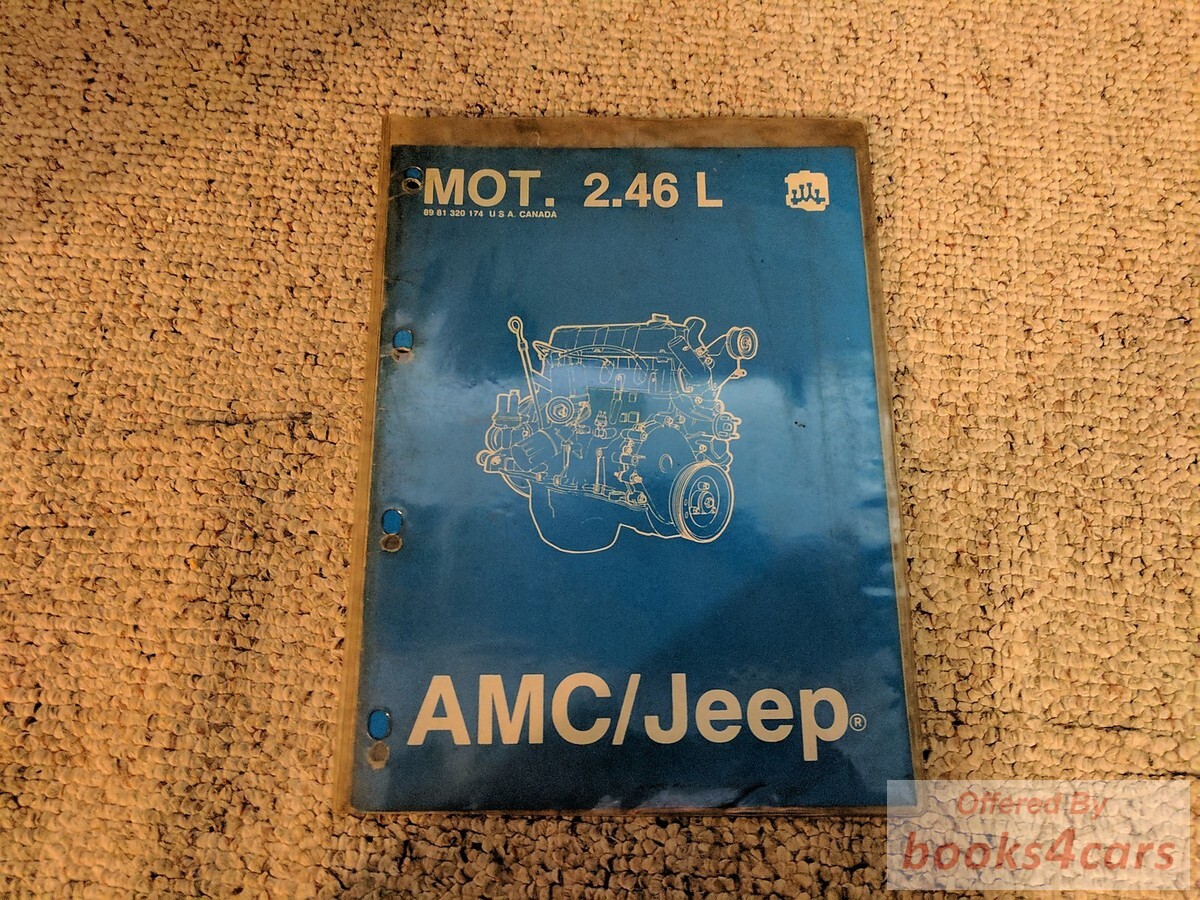 MOT. 2.46 L
89 81 320 174 U S A. CANADA
AMC/Jeep®
Offered By
books4cars